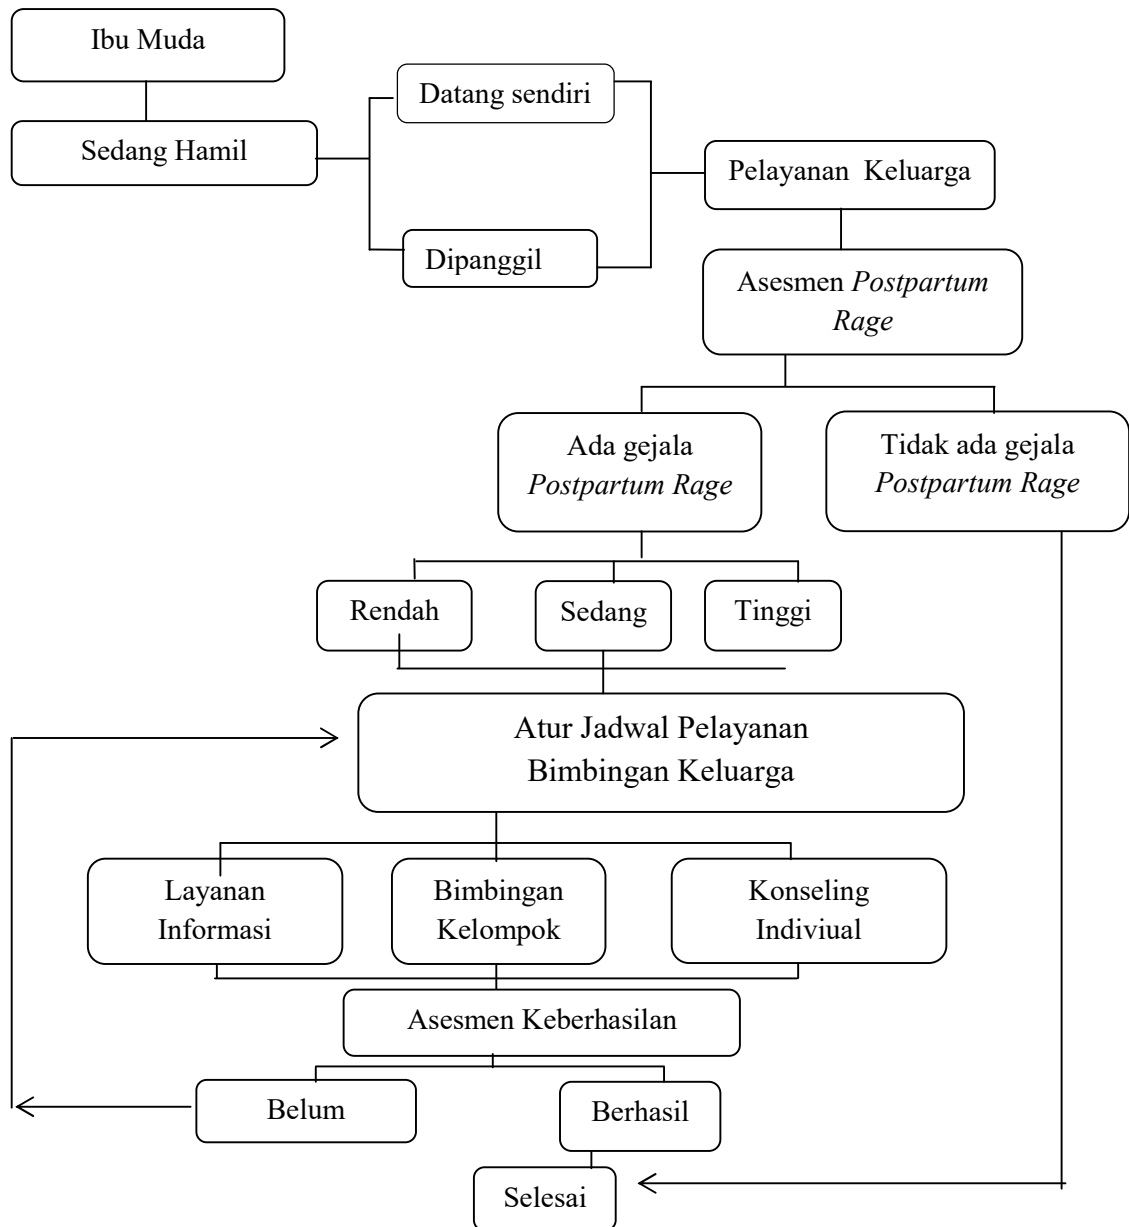 Ibu Muda
Datang sendiri
Sedang Hamil
Pelayanan  Keluarga
Dipanggil
Asesmen Postpartum
Rage
Ada gejala
Postpartum Rage
Tidak ada gejala
Postpartum Rage
Rendah
Sedang
Tinggi
Atur Jadwal Pelayanan
Bimbingan Keluarga
Layanan
Informasi
Bimbingan
Kelompok
Konseling
Indiviual
Asesmen Keberhasilan
Belum
Berhasil
Selesai